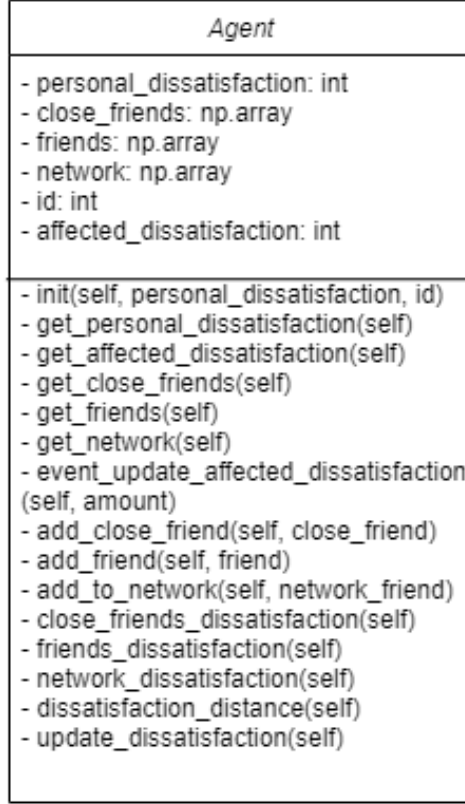 Agent
- personal_dissatisfaction: int
- close_friends: np.array
- friends: np.array
- network: np.array
- id: int
- affected_dissatisfaction: int
- init(self, personal_dissatisfaction, id)
- get_personal_dissatisfaction(self)
- get_affected_dissatisfaction(self)
- get_close_friends(self)
- get_friends(self)
- get_network(self)
- event_update_affected_dissatisfaction
(self, amount)
- add_close_friend(self, close_friend)
- add_friend(self, friend)
- add_to_network(self, network_friend)
- close_friends_dissatisfaction(self)
- friends_dissatisfaction(self)
- network_dissatisfaction(self)
- dissatisfaction_distance(self)
- update_dissatisfaction(self)